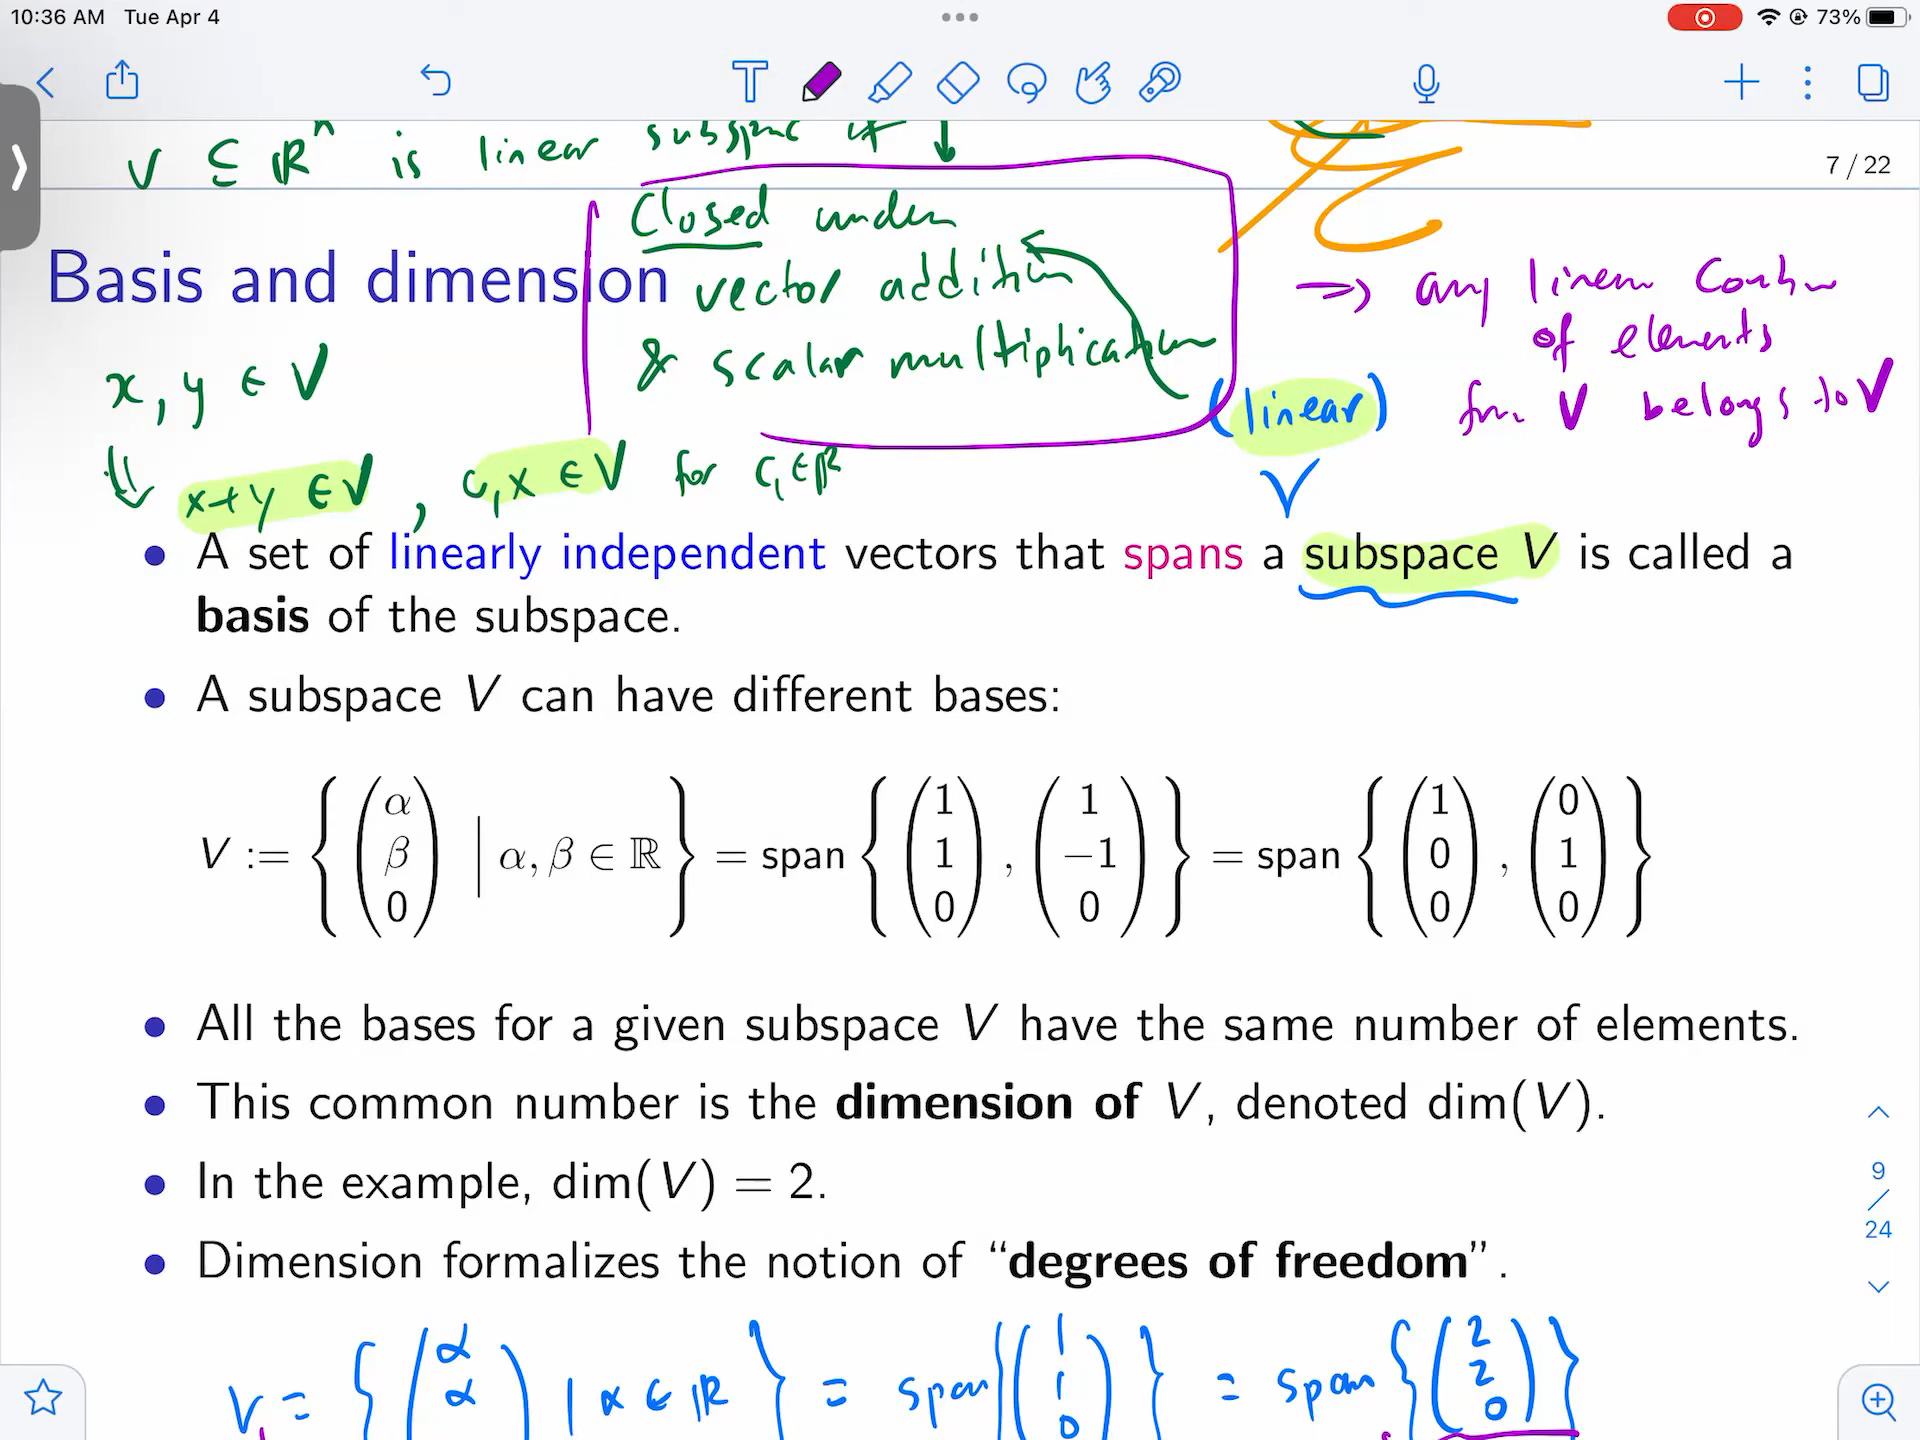 10:36 AM Tue Apr 4
73%
V ⊆ ℝⁿ is linear subspace if ↓
7 / 22
Closed under
Basis and dimension
vector addition
→ any linear
& scalar multiplication
of elements
x, y ∈ V
(linear)
from V belongs to V
⇓ x+y ∈ V , c₁x ∈ V for c₁ ∈ ℝ
V
• A set of linearly independent vectors that spans a subspace V is called a
basis of the subspace.
• A subspace V can have different bases:
V := { (α β 0) | α, β ∈ ℝ } = span { (1 1 0) , (1 −1 0) } = span { (1 0 0) , (0 1 0) }
• All the bases for a given subspace V have the same number of elements.
• This common number is the dimension of V, denoted dim(V).
• In the example, dim(V) = 2.
• Dimension formalizes the notion of “degrees of freedom”.
9
/
24
V₁ = { (α α | α ∈ ℝ } = span { (1 1 0) } = span { (2 2 0) }